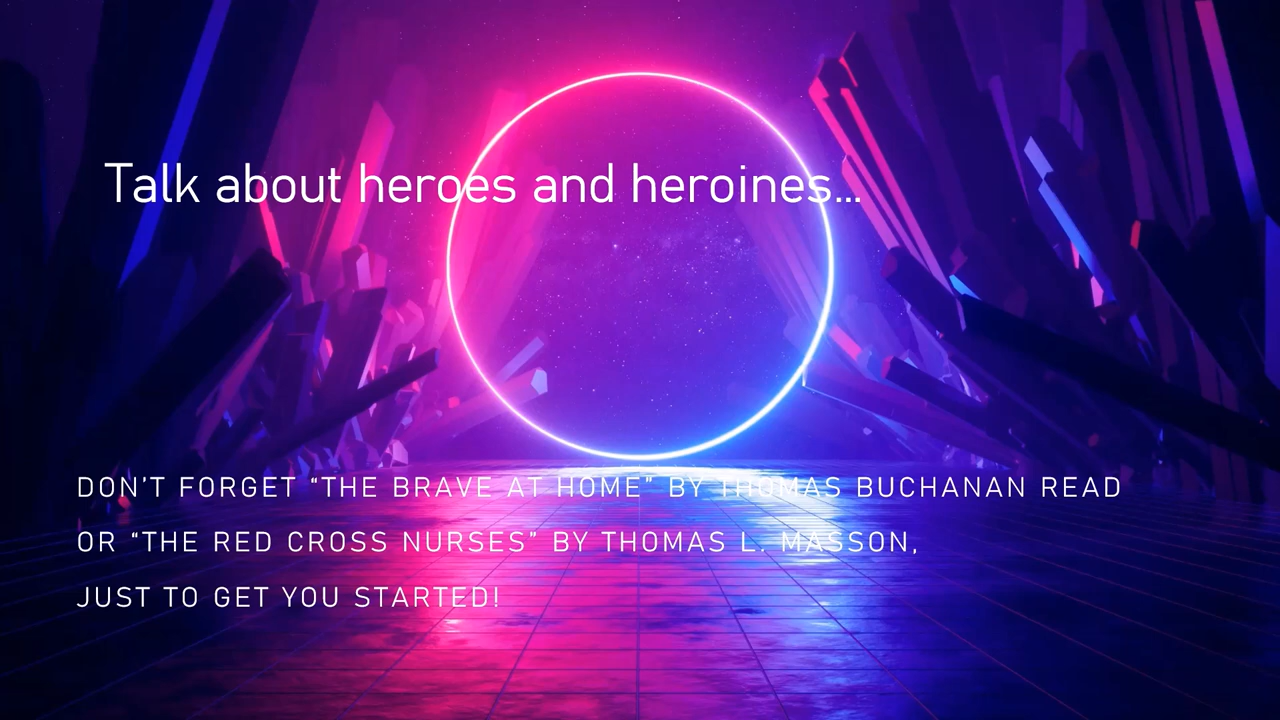 Talk about heroes and heroines…
DON’T FORGET “THE BRAVE AT HOME” BY THOMAS BUCHANAN READ
OR “THE RED CROSS NURSES” BY THOMAS L. MASSON,
JUST TO GET YOU STARTED!